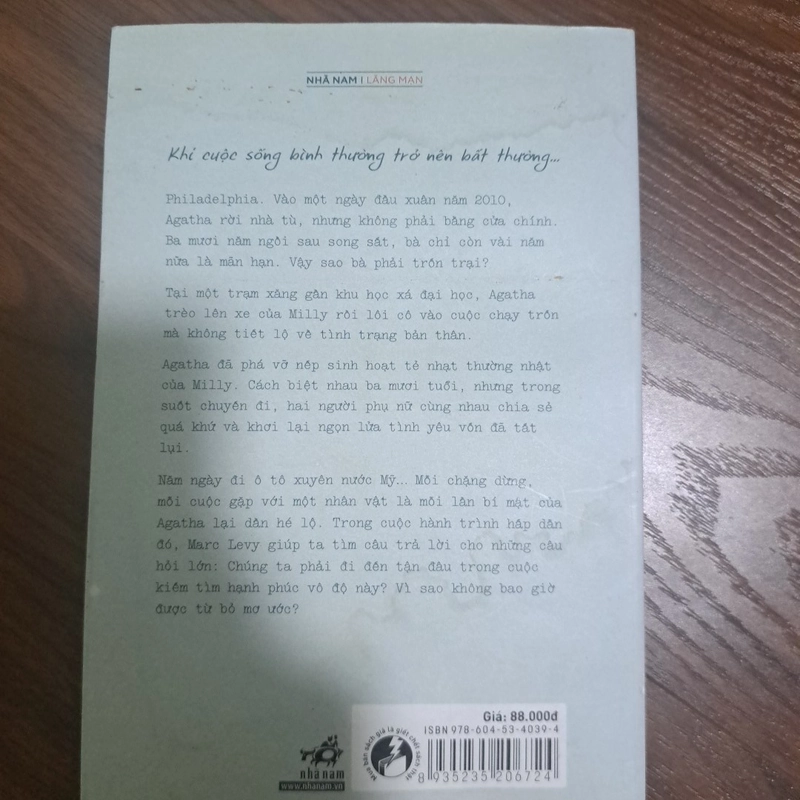 NHÃ NAM | LÃNG MẠN
Khi cuộc sống bình thường trở nên bất thường...
Philadelphia. Vào một ngày đầu xuân năm 2010,
Agatha rời nhà tù, nhưng không phải bằng cửa chính.
Ba mươi năm ngồi sau song sắt, bà chỉ còn vài năm
nữa là mãn hạn. Vậy sao bà phải trốn trại?
Tại một trạm xăng gần khu học xá đại học, Agatha
trèo lên xe của Milly rồi lôi cô vào cuộc chạy trốn
mà không tiết lộ về tình trạng bản thân.
Agatha đã phá vỡ nếp sinh hoạt tẻ nhạt thường nhật
của Milly. Cách biệt nhau ba mươi tuổi, nhưng trong
suốt chuyến đi, hai người phụ nữ cùng nhau chia sẻ
quá khứ và khơi lại ngọn lửa tình yêu vốn đã tắt
lụi.
Năm ngày đi ô tô xuyên nước Mỹ... Mỗi chặng dừng,
mỗi cuộc gặp với một nhân vật là mỗi lần bí mật của
Agatha lại dần hé lộ. Trong cuộc hành trình hấp dẫn
đó, Marc Levy giúp ta tìm câu trả lời cho những câu
hỏi lớn: Chúng ta phải đi đến tận đâu trong cuộc
kiếm tìm hạnh phúc vô độ này? Vì sao không bao giờ
được từ bỏ mơ ước?
nhã nam
www.nhanam.vn
Mua bán sách giả là giết chết sách thật
Giá: 88.000đ
ISBN 978-604-53-4039-4
8 935235 206724